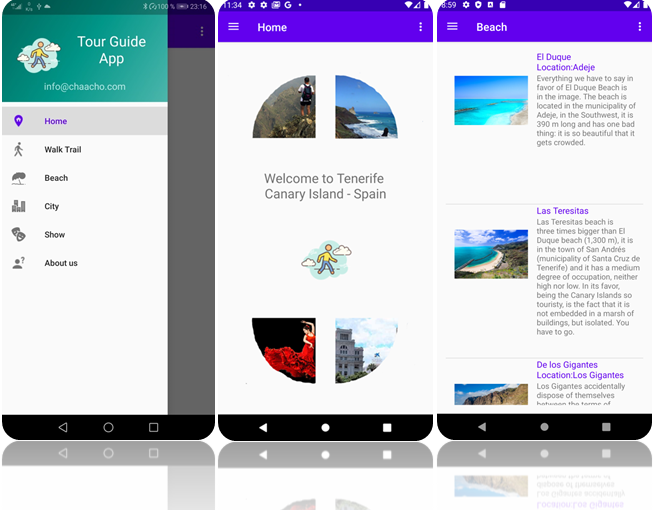 100 %
23:16
Tour Guide
App
info@chaacho.com
Home
Walk Trail
Beach
City
Show
About us
11:34
G
Home
Welcome to Tenerife
Canary Island - Spain
8:59
Beach
El Duque
Location:Adeje
Everything we have to say in
favor of El Duque Beach is
in the image. The beach is
located in the municipality of
Adeje, in the Southwest, it is
390 m long and has one bad
thing: it is so beautiful that it
gets crowded.
Las Teresitas
Las Teresitas beach is
three times bigger than El
Duque beach (1,300 m), it is
in the town of San Andrés
(municipality of Santa Cruz de
Tenerife) and it has a medium
degree of occupation, neither
high nor low. In its favor,
being the Canary Islands so
touristy, is the fact that it is
not embedded in a marsh of
buildings, but isolated. You
have to go.
De los Gigantes
Location:Los Gigantes
Los Gigantes accidentally
dispose of themselves
between the terms of